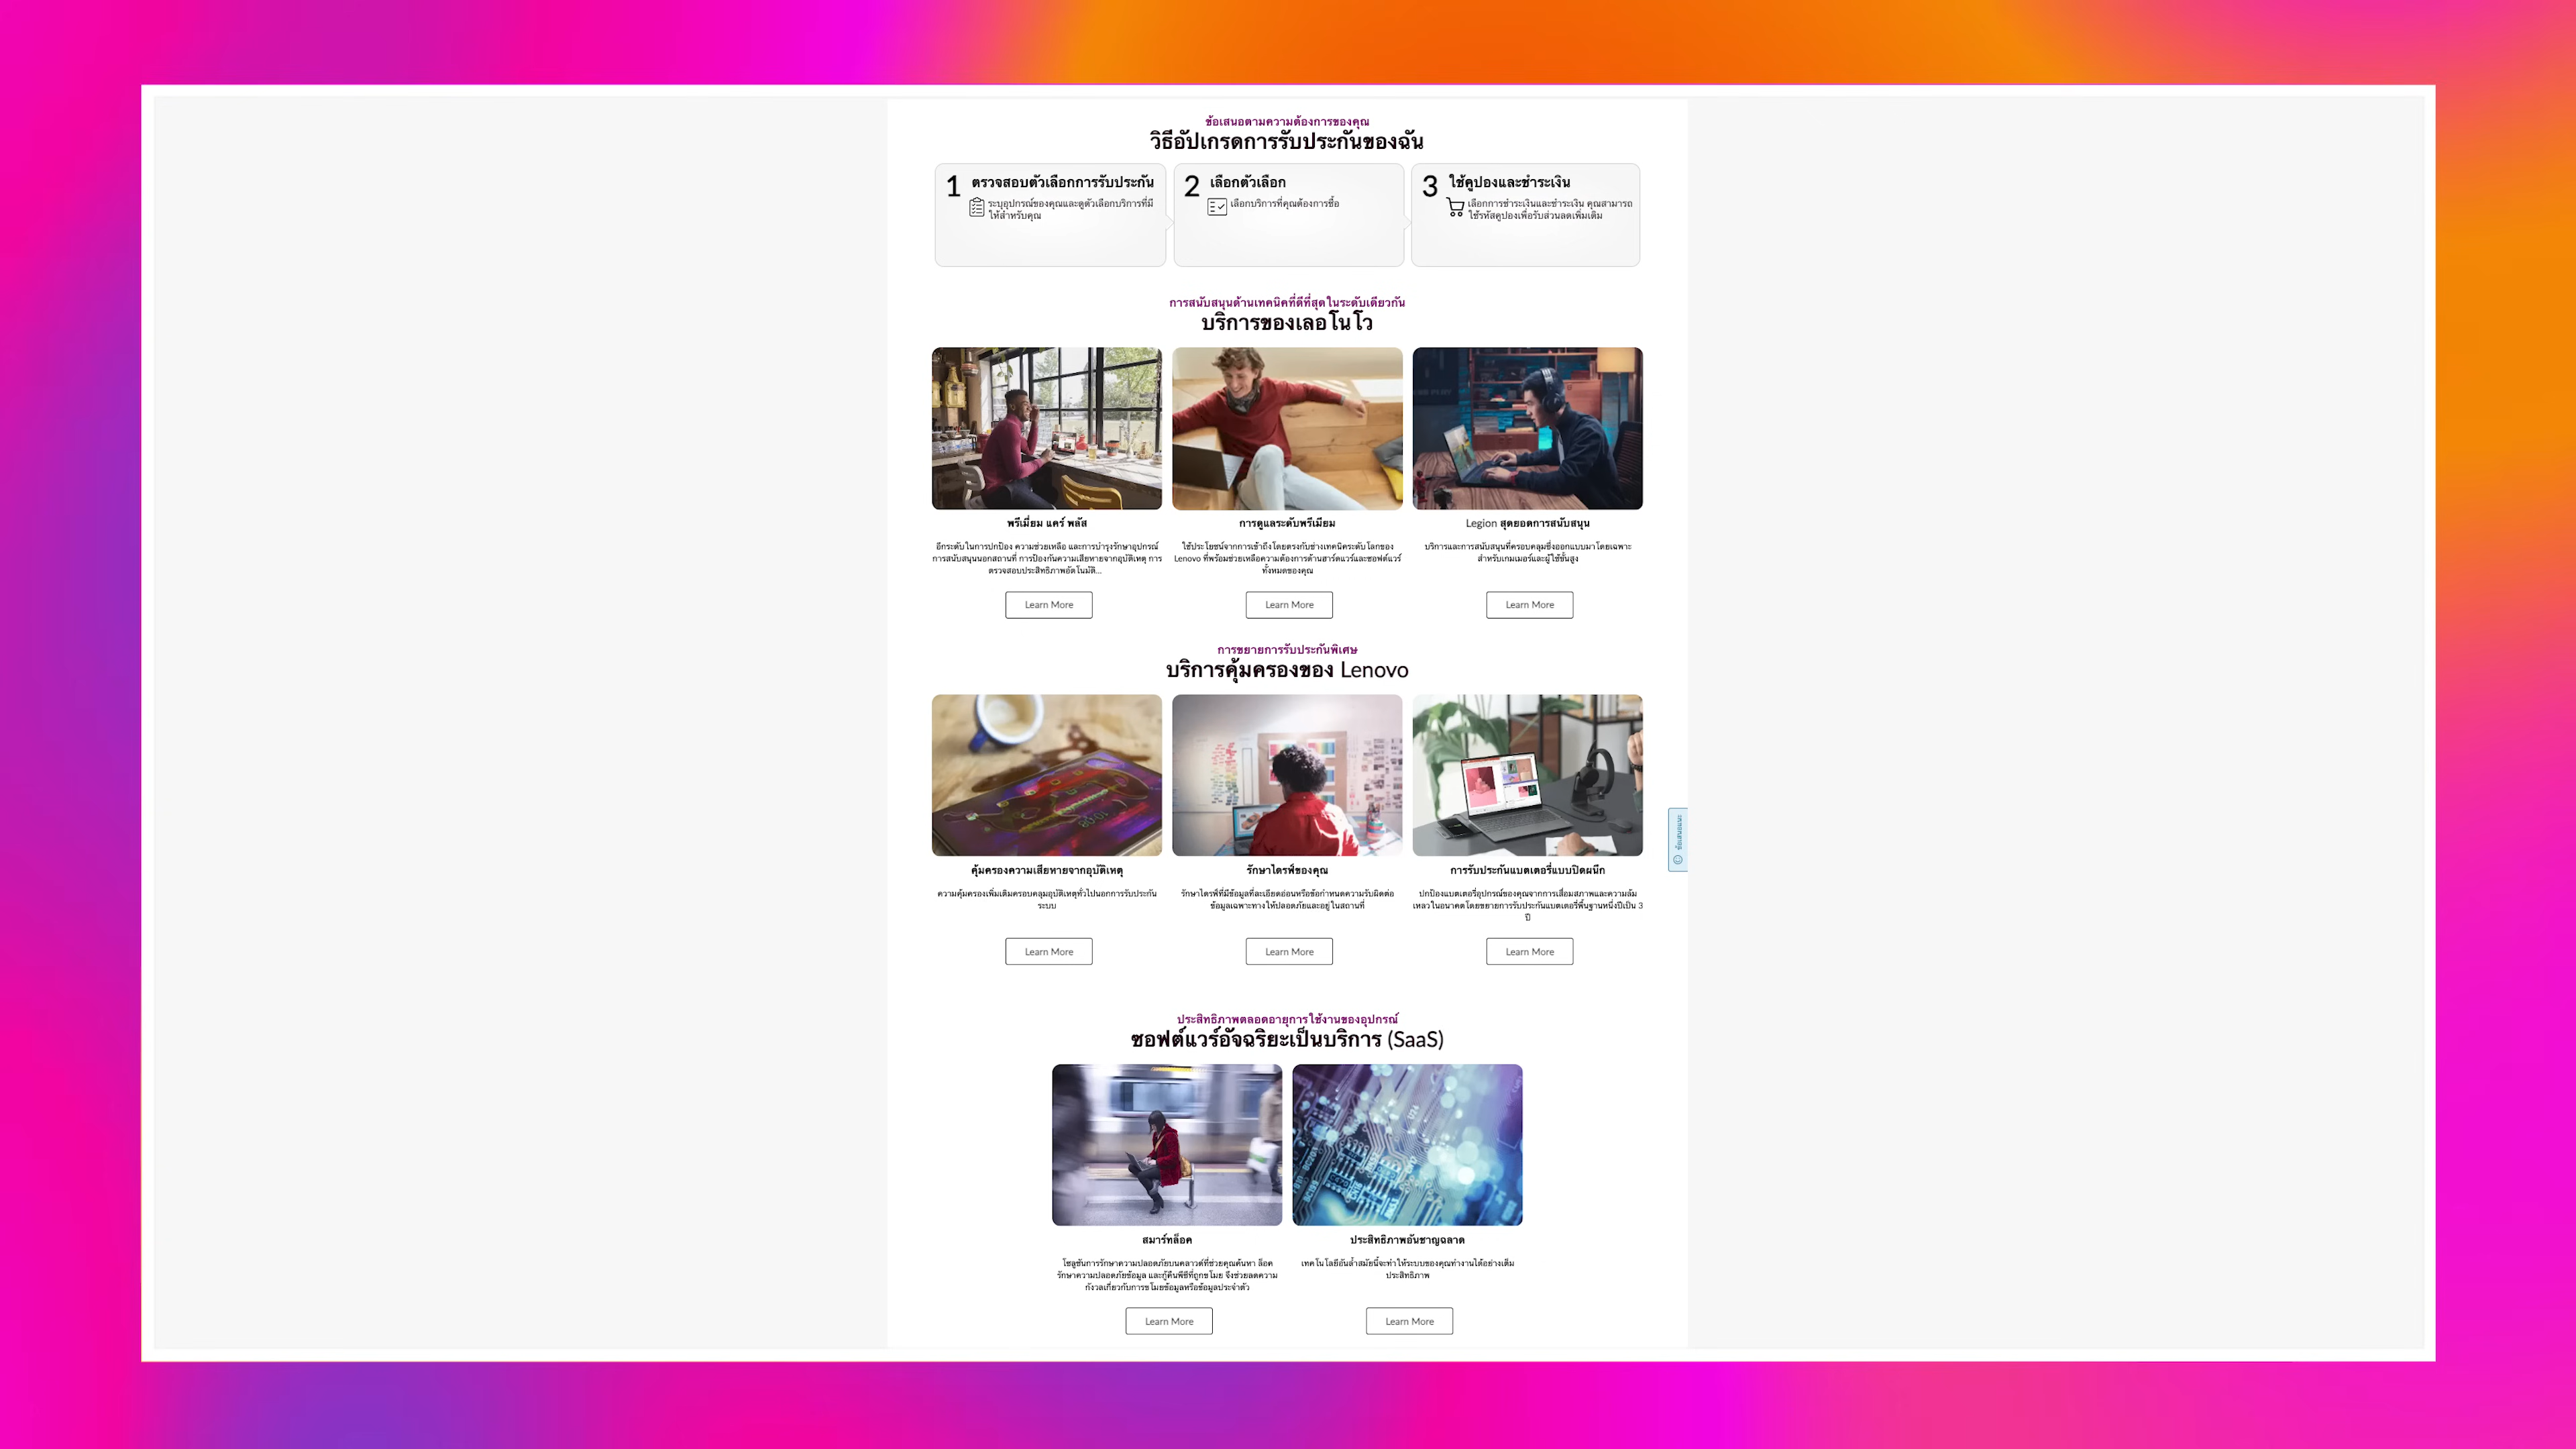 ข้อเสนอตามความต้องการของคุณ
วิธีอัปเกรดการรับประกันของฉัน
1 ตรวจสอบตัวเลือกการรับประกัน
ระบุอุปกรณ์ของคุณและดูตัวเลือกบริการที่มี
ให้สำหรับคุณ
2 เลือกตัวเลือก
เลือกบริการที่คุณต้องการซื้อ
3 ใช้คูปองและชำระเงิน
เลือกการชำระเงินและชำระเงิน คุณสามารถ
ใช้รหัสคูปองเพื่อรับส่วนลดเพิ่มเติม
การสนับสนุนด้านเทคนิคที่ดีที่สุดในระดับเดียวกัน
บริการของเลอโนโว
พรีเมี่ยม แคร์ พลัส
อีกระดับในการปกป้อง ความช่วยเหลือ และการบำรุงรักษาอุปกรณ์
การสนับสนุนนอกสถานที่ การป้องกันความเสียหายจากอุบัติเหตุ การ
ตรวจสอบประสิทธิภาพอัตโนมัติ...
Learn More
การดูแลระดับพรีเมียม
ใช้ประโยชน์จากการเข้าถึงโดยตรงกับช่างเทคนิคระดับโลกของ
Lenovo ที่พร้อมช่วยเหลือความต้องการด้านฮาร์ดแวร์และซอฟต์แวร์
ทั้งหมดของคุณ
Learn More
Legion สุดยอดการสนับสนุน
บริการและการสนับสนุนที่ครอบคลุมซึ่งออกแบบมาโดยเฉพาะ
สำหรับเกมเมอร์และผู้ใช้ขั้นสูง
Learn More
การขยายการรับประกันพิเศษ
บริการคุ้มครองของ Lenovo
คุ้มครองความเสียหายจากอุบัติเหตุ
ความคุ้มครองเพิ่มเติมครอบคลุมอุบัติเหตุทั่วไปนอกการรับประกัน
ระบบ
Learn More
รักษาไดรฟ์ของคุณ
รักษาไดรฟ์ที่มีข้อมูลที่ละเอียดอ่อนหรือข้อกำหนดความรับผิดต่อ
ข้อมูลเฉพาะทางให้ปลอดภัยและอยู่ในสถานที่
Learn More
การรับประกันแบตเตอรี่แบบปิดผนึก
ปกป้องแบตเตอรี่อุปกรณ์ของคุณจากการเสื่อมสภาพและความล้ม
เหลวในอนาคตโดยขยายการรับประกันแบตเตอรี่พื้นฐานหนึ่งปีเป็น 3
ปี
Learn More
ข้อเสนอแนะ
ประสิทธิภาพตลอดอายุการใช้งานของอุปกรณ์
ซอฟต์แวร์อัจฉริยะเป็นบริการ (SaaS)
สมาร์ทล็อค
โซลูชันการรักษาความปลอดภัยบนคลาวด์ที่ช่วยคุณค้นหา ล็อค
รักษาความปลอดภัยข้อมูล และกู้คืนพีซีที่ถูกขโมย จึงช่วยลดความ
กังวลเกี่ยวกับการขโมยข้อมูลหรือข้อมูลประจำตัว
Learn More
ประสิทธิภาพอันชาญฉลาด
เทคโนโลยีอันล้ำสมัยนี้จะทำให้ระบบของคุณทำงานได้อย่างเต็ม
ประสิทธิภาพ
Learn More